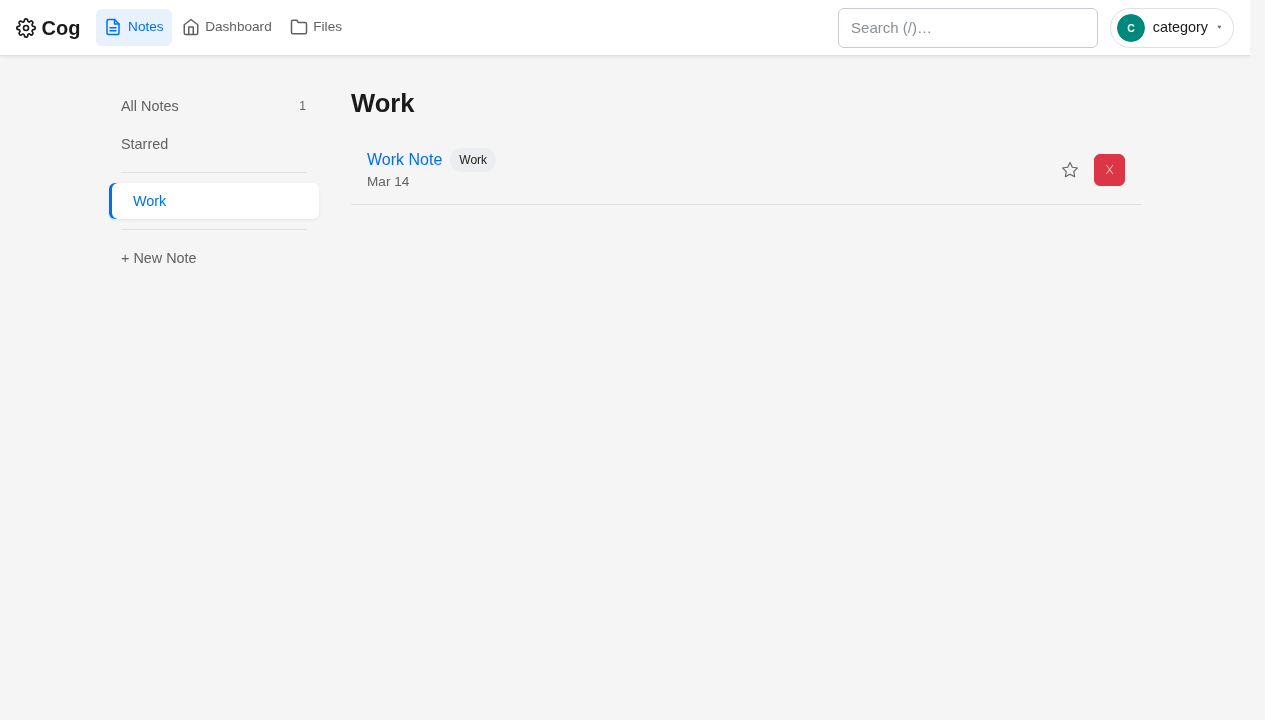 Cog
Notes
Dashboard
Files
Search (/)…
C
category
All Notes
1
Starred
Work
+ New Note
Work
Work Note
Work
Mar 14
X